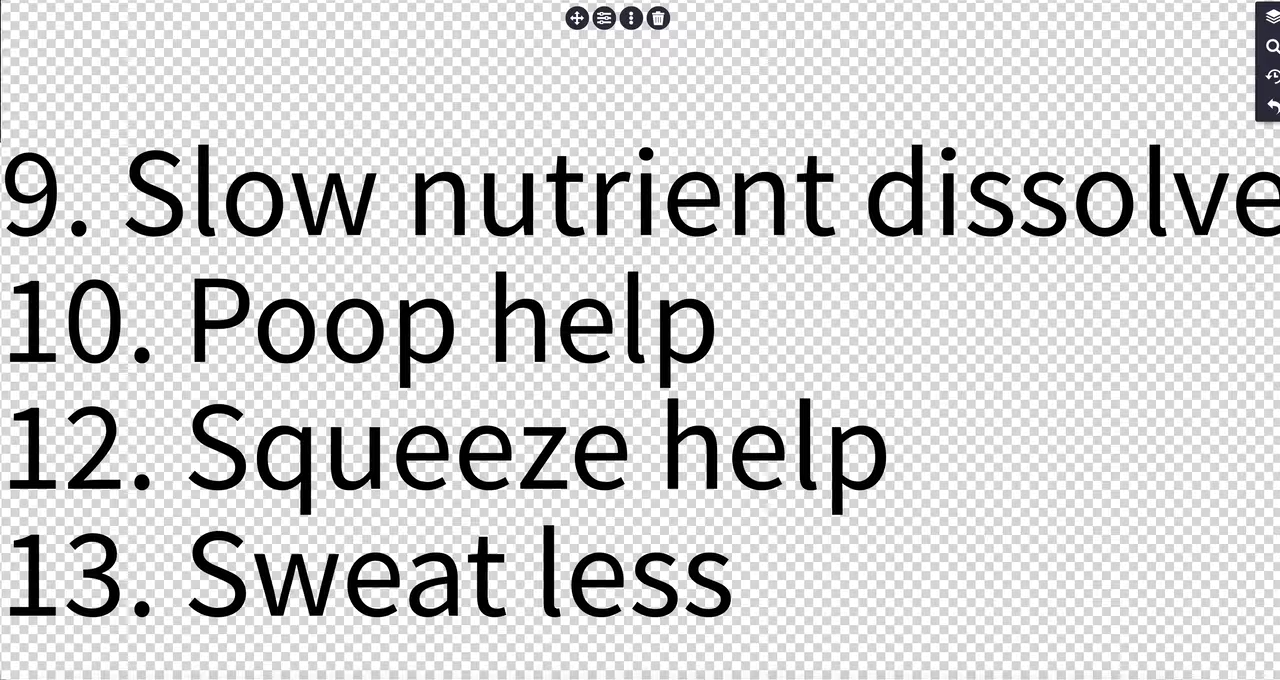 9. Slow nutrient dissolve
10. Poop help
12. Squeeze help
13. Sweat less